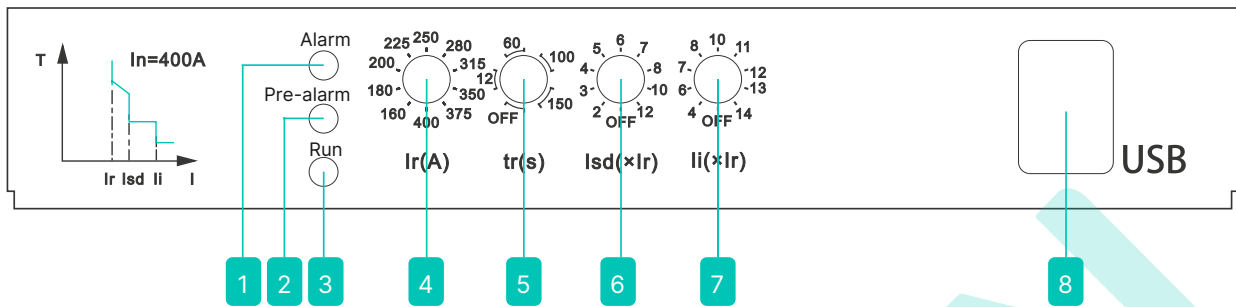 T
In=400A
Ir Isd Ii I
Alarm
Pre-alarm
Run
160 180 200 225 250 280 315 350 375 400
Ir(A)
OFF 12 60 100 150
tr(s)
2 3 4 5 6 7 8 10 12 OFF
Isd(×Ir)
4 6 7 8 10 11 12 13 14 OFF
Ii(×Ir)
USB
1 2 3 4 5 6 7 8